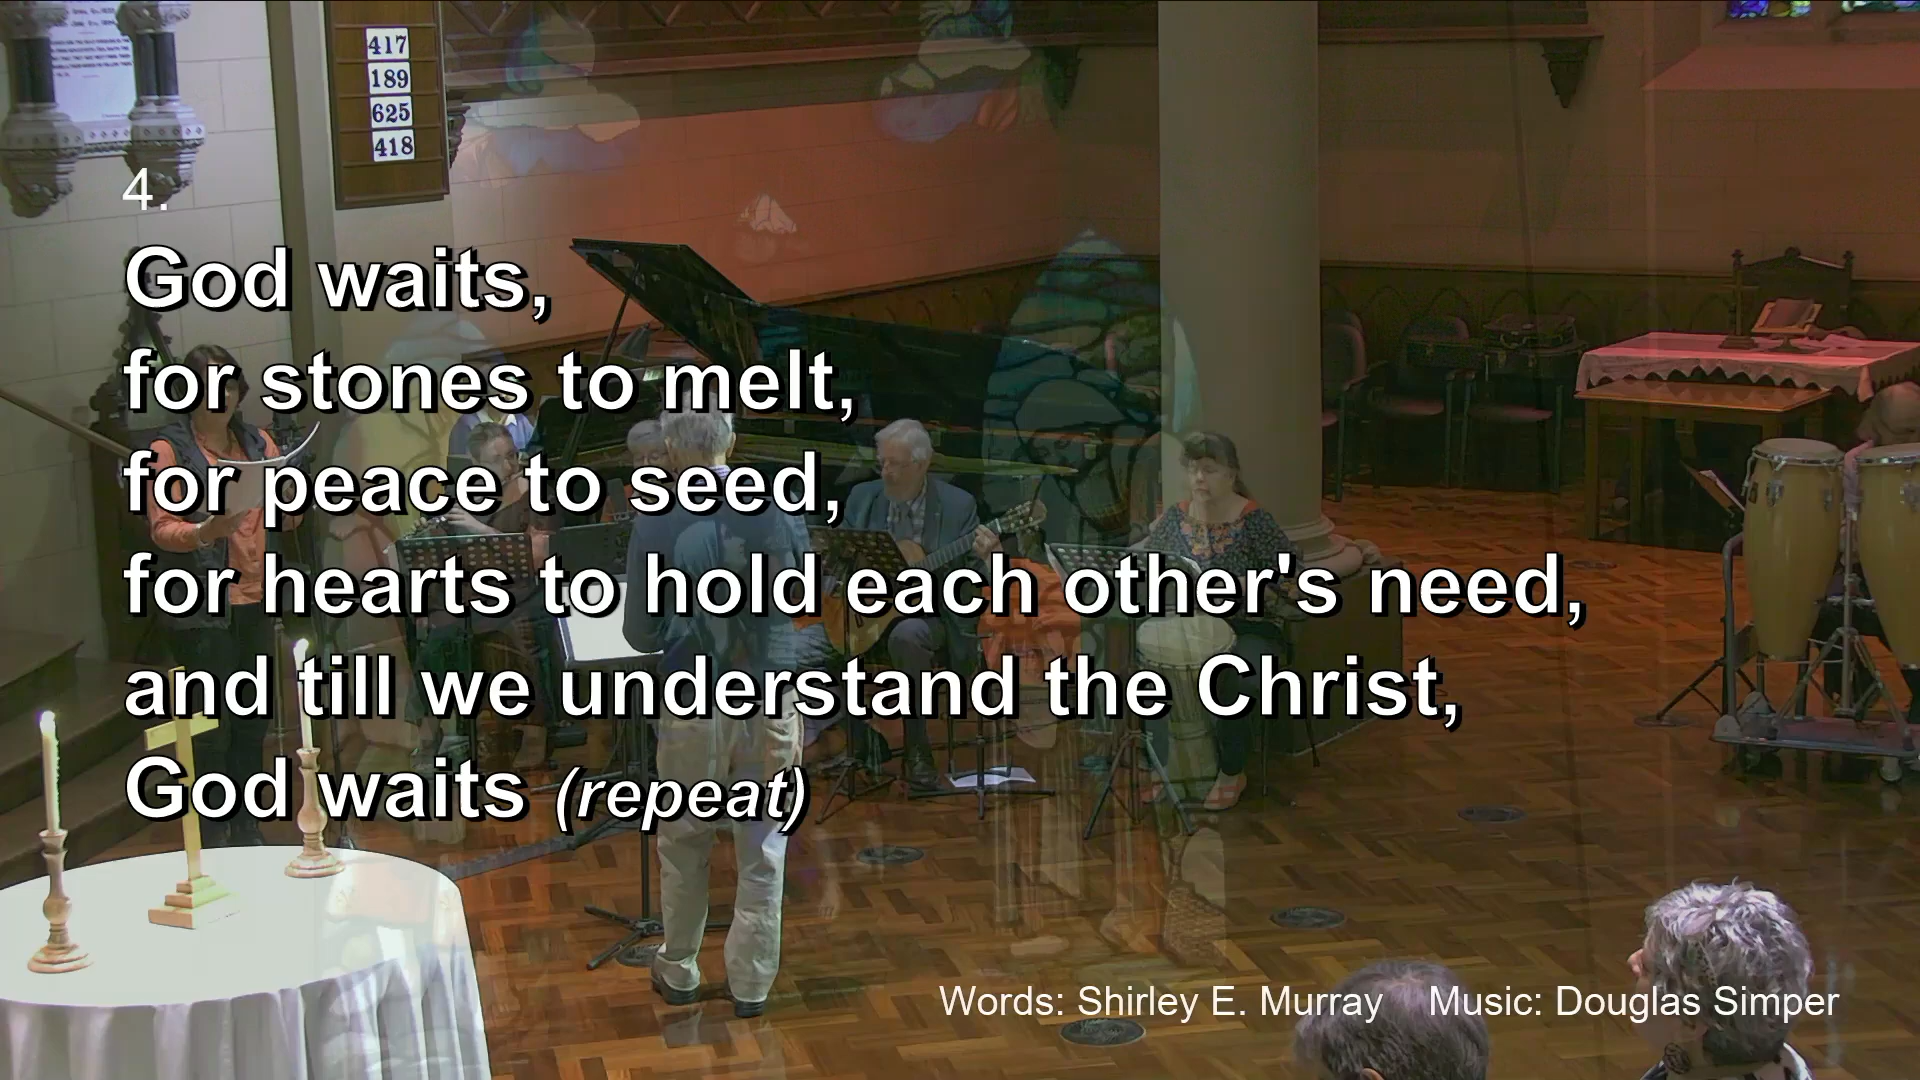 417
189
625
418
4.
God waits,
for stones to melt,
for peace to seed,
for hearts to hold each other's need,
and till we understand the Christ,
God waits (repeat)
Words: Shirley E. Murray Music: Douglas Simper